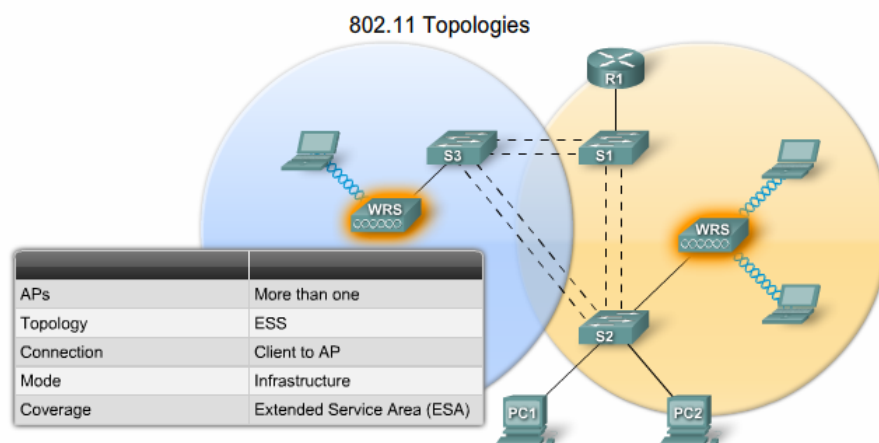 802.11 Topologies
R1
S3
S1
WRS
WRS
S2
PC1
PC2
APs More than one
Topology ESS
Connection Client to AP
Mode Infrastructure
Coverage Extended Service Area (ESA)